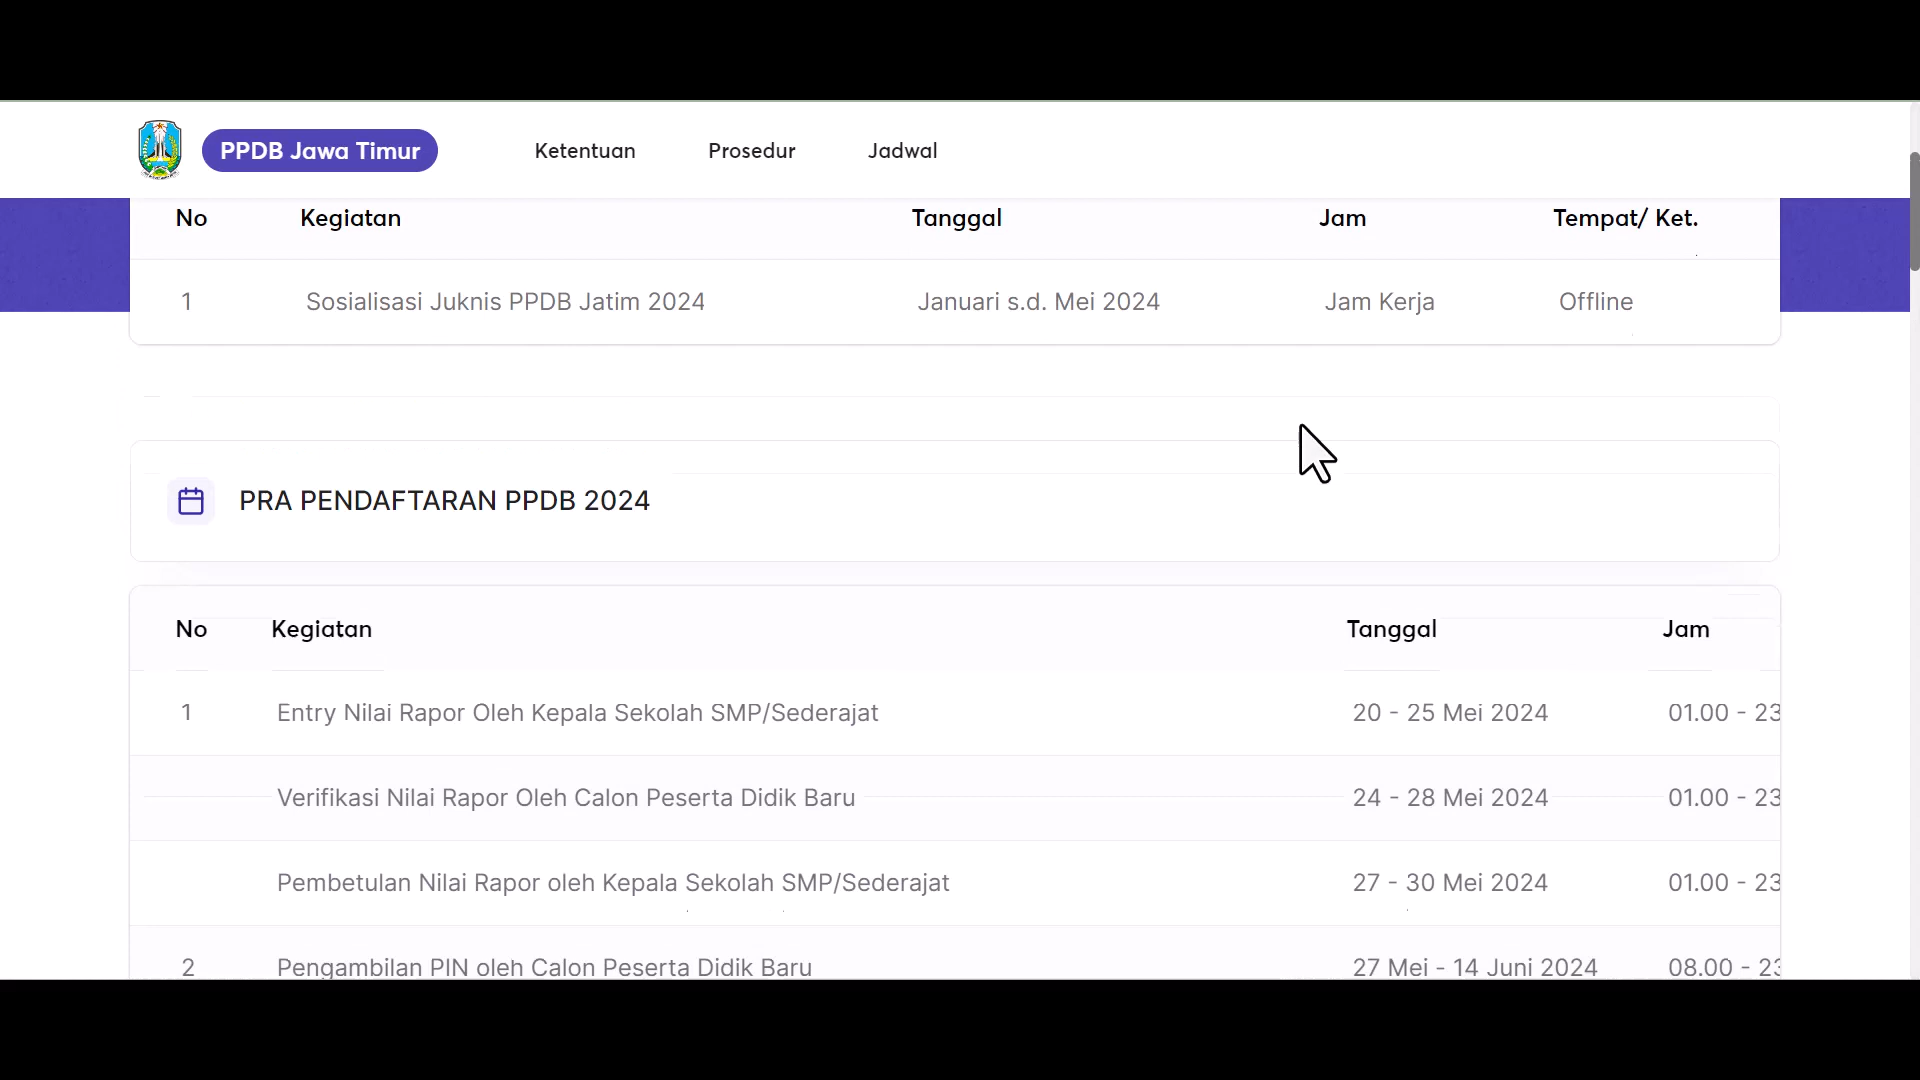 PPDB Jawa Timur Ketentuan Prosedur Jadwal
No Kegiatan Tanggal Jam Tempat/ Ket.
1 Sosialisasi Juknis PPDB Jatim 2024 Januari s.d. Mei 2024 Jam Kerja Offline
PRA PENDAFTARAN PPDB 2024
No Kegiatan Tanggal Jam
1 Entry Nilai Rapor Oleh Kepala Sekolah SMP/Sederajat 20 - 25 Mei 2024 01.00 - 23
Verifikasi Nilai Rapor Oleh Calon Peserta Didik Baru 24 - 28 Mei 2024 01.00 - 23
Pembetulan Nilai Rapor oleh Kepala Sekolah SMP/Sederajat 27 - 30 Mei 2024 01.00 - 23
2 Pengambilan PIN oleh Calon Peserta Didik Baru 27 Mei - 14 Juni 2024 08.00 - 23